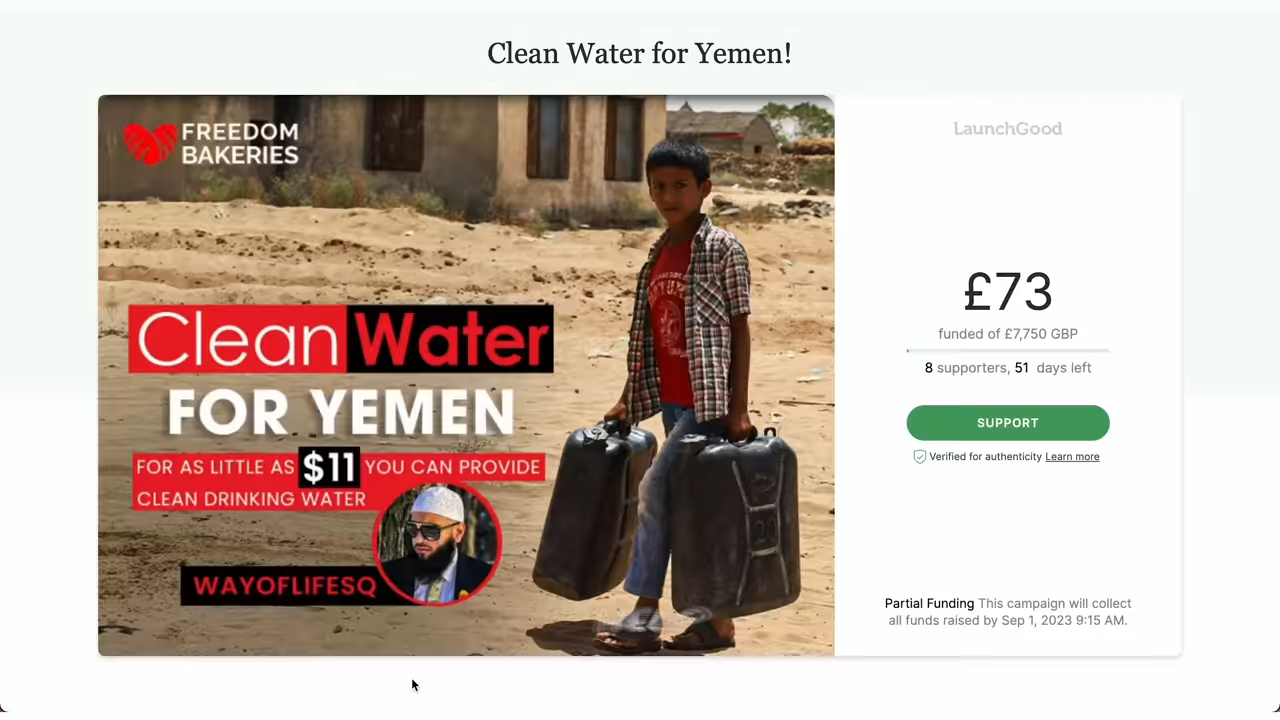 Clean Water for Yemen!
FREEDOM
BAKERIES
Clean Water
FOR YEMEN
FOR AS LITTLE AS $11 YOU CAN PROVIDE
CLEAN DRINKING WATER
WAYOFLIFESQ
LaunchGood
£73
funded of £7,750 GBP
8 supporters, 51 days left
SUPPORT
Verified for authenticity Learn more
Partial Funding This campaign will collect
all funds raised by Sep 1, 2023 9:15 AM.